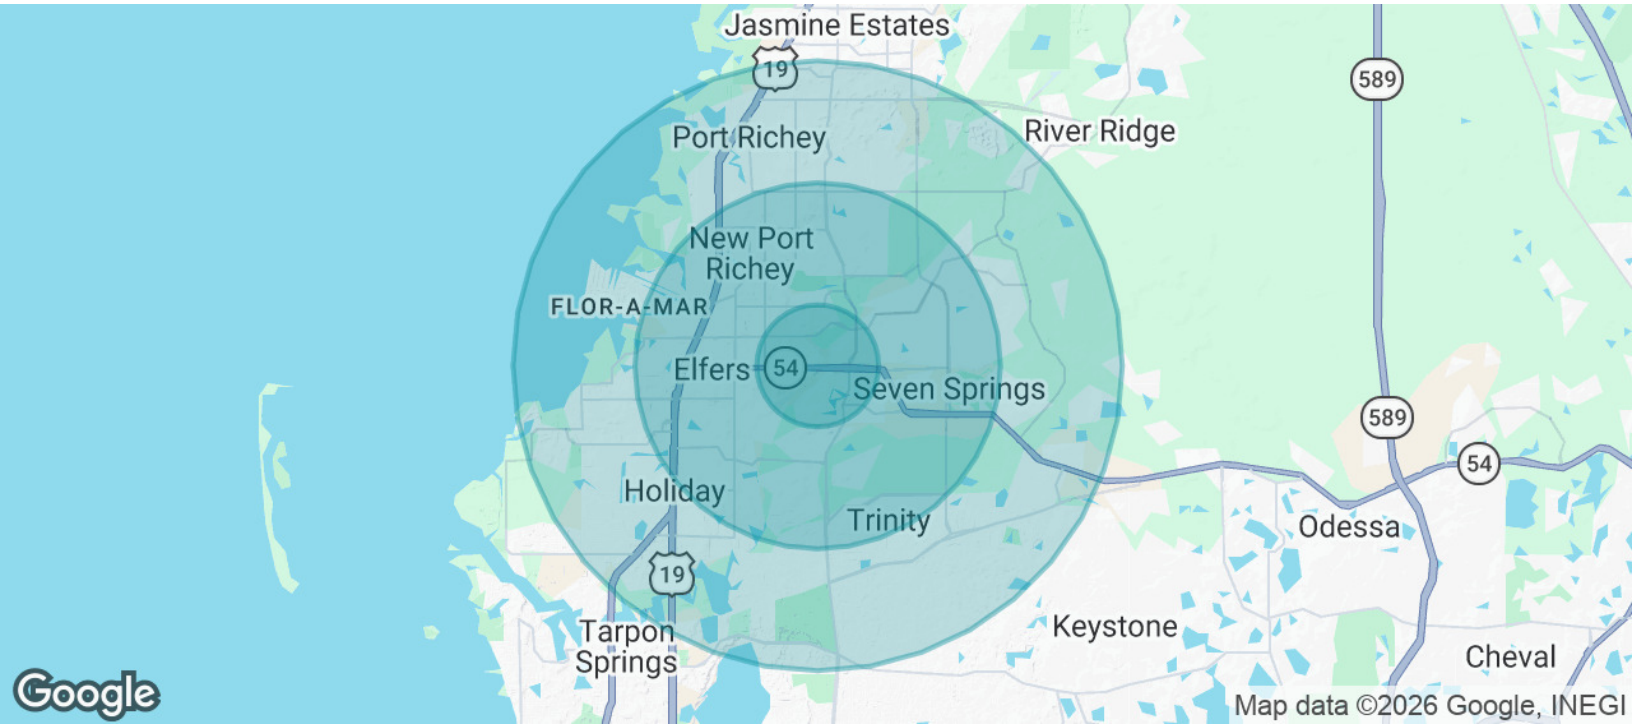 Jasmine Estates
19
589
River Ridge
Port Richey
New Port
Richey
FLOR-A-MAR
Elfers
54
Seven Springs
589
54
Holiday
Trinity
Odessa
19
Tarpon
Springs
Keystone
Cheval
Google
Map data ©2026 Google, INEGI